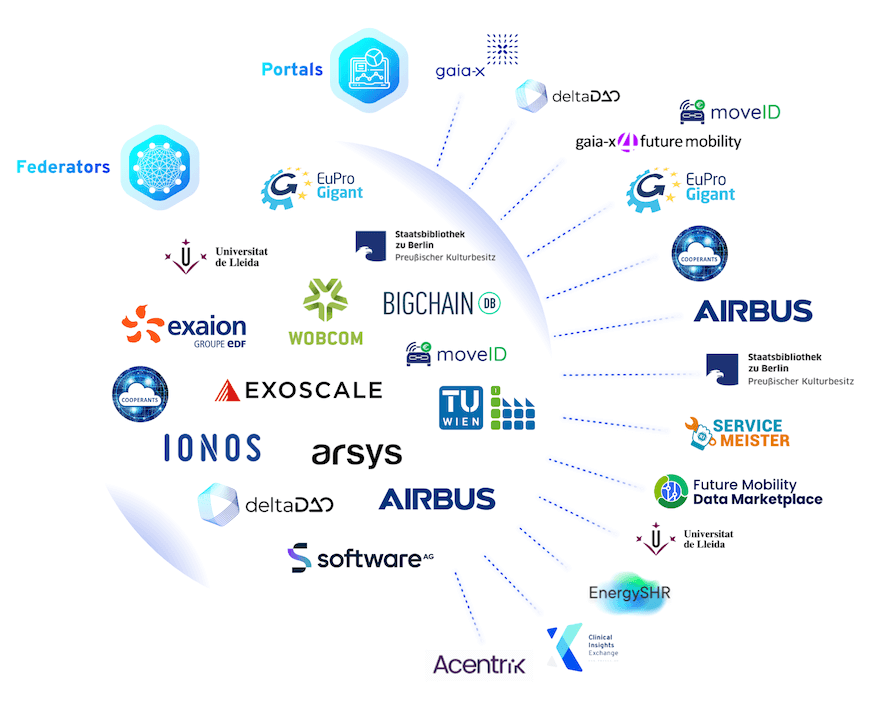 Portals
gaia-x
deltaDAO
moveID
gaia-x4futuremobility
Federators
EuPro
Gigant
EuPro
Gigant
Staatsbibliothek
zu Berlin
Preußischer Kulturbesitz
Universitat
de Lleida
COOPERANTS
BIGCHAIN DB
AIRBUS
exaion
GROUPE eDF
WOBCOM
moveID
Staatsbibliothek
zu Berlin
Preußischer Kulturbesitz
COOPERANTS
EXOSCALE
TU
WIEN
SERVICE
MEISTER
IONOS
arsys
Future Mobility
Data Marketplace
deltaDAO
AIRBUS
Universitat
de Lleida
software AG
EnergySHR
Clinical
Insights
Exchange
Acentrik